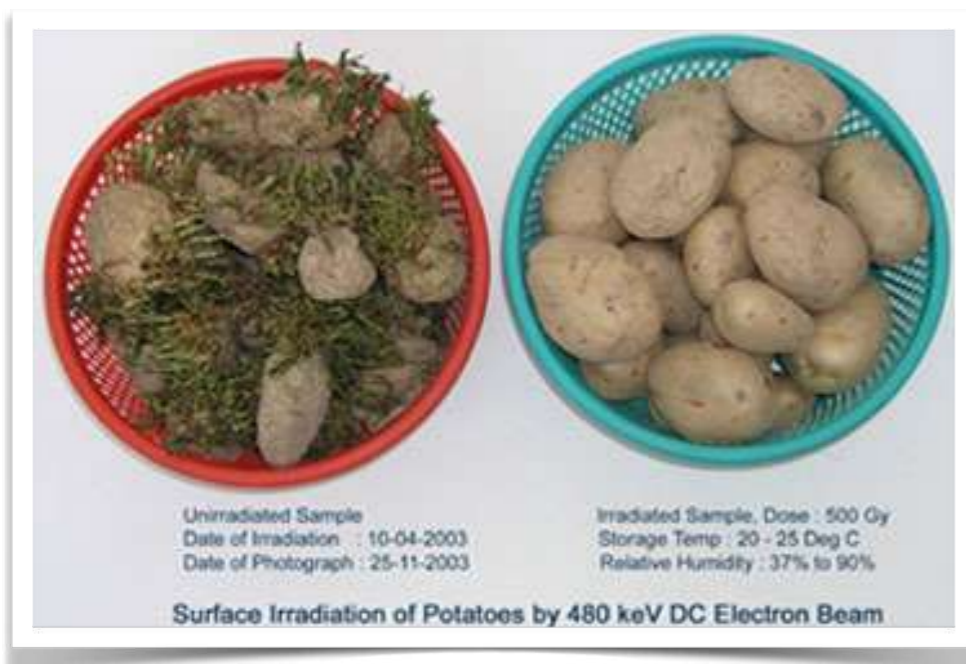 Unirradiated Sample
Date of Irradiation : 10-04-2003
Date of Photograph : 25-11-2003
Irradiated Sample, Dose : 500 Gy
Storage Temp : 20 - 25 Deg C
Relative Humidity : 37% to 90%
Surface Irradiation of Potatoes by 480 keV DC Electron Beam